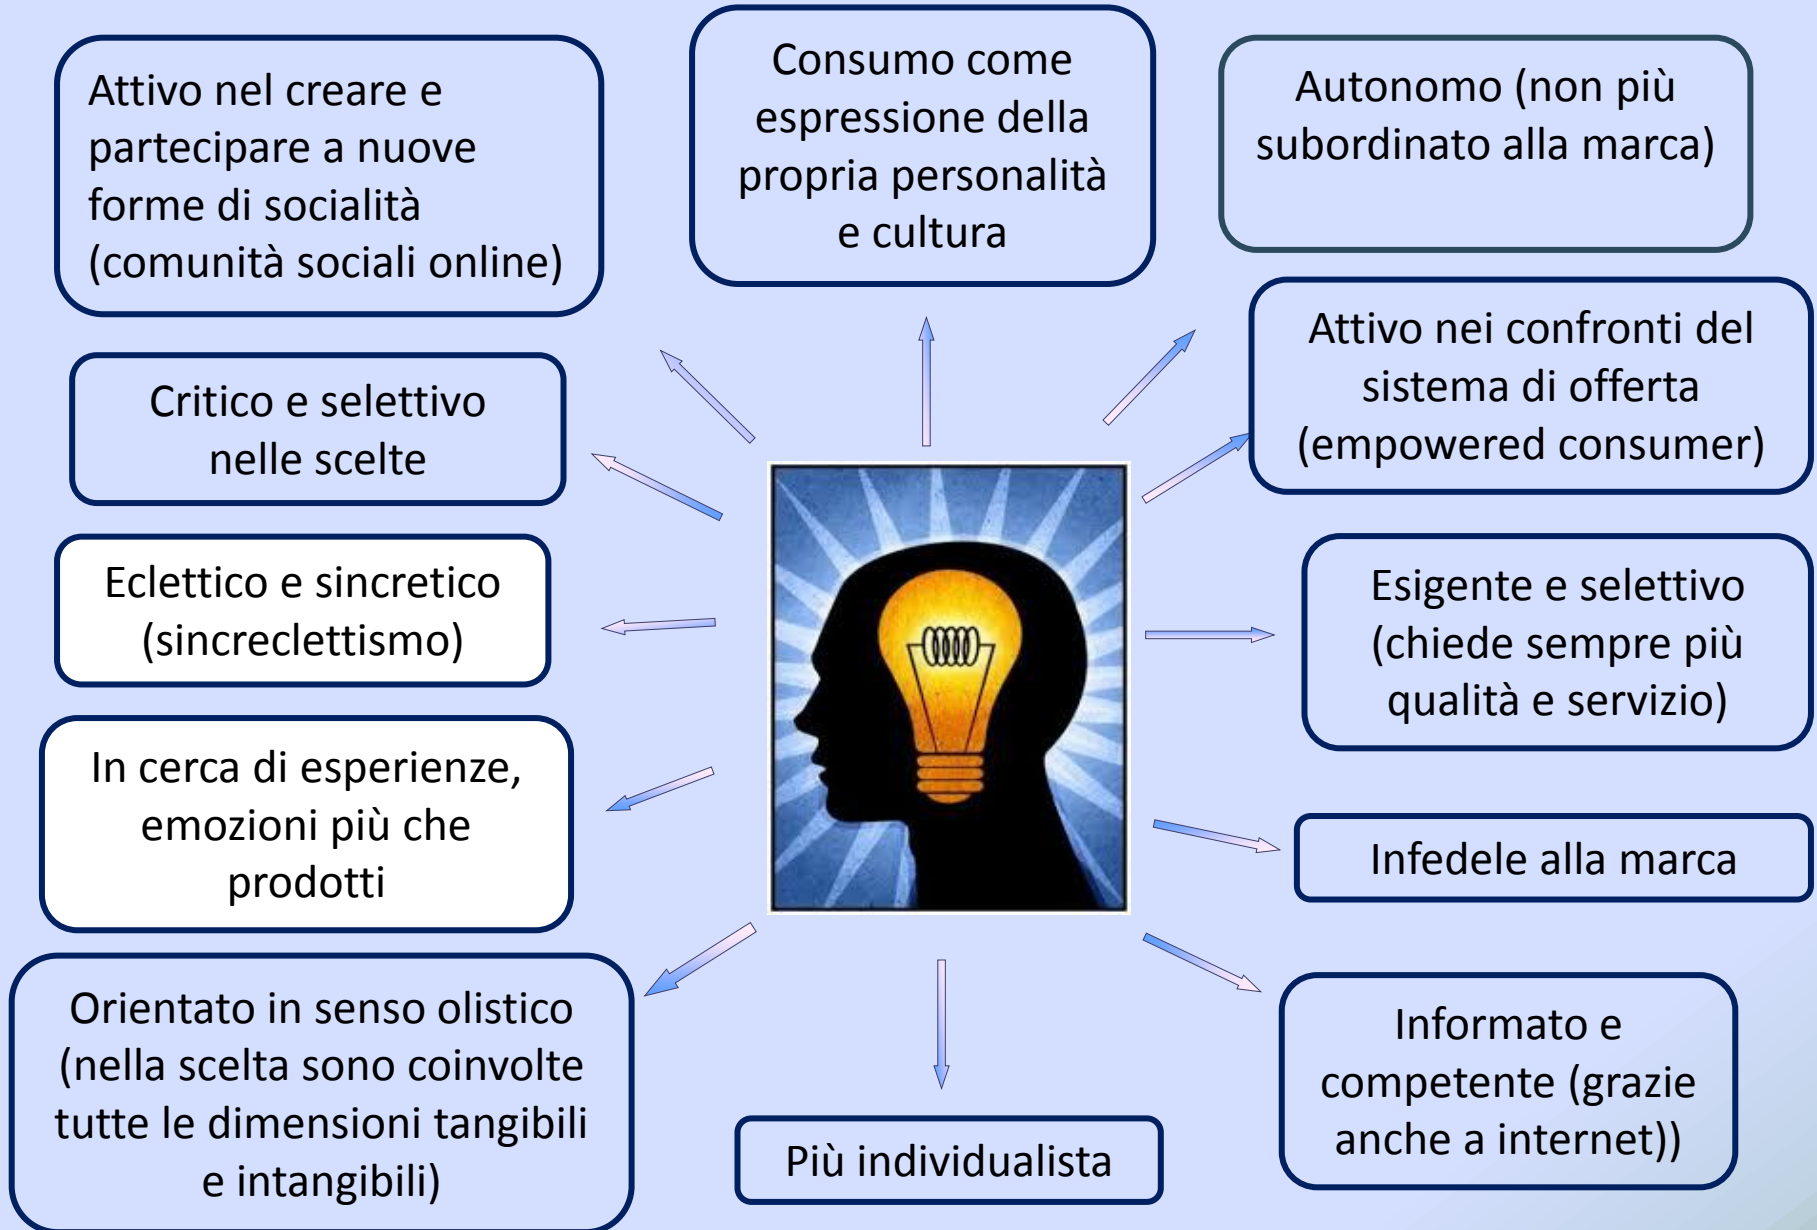 Attivo nel creare e
partecipare a nuove
forme di socialità
(comunità sociali online)
Consumo come
espressione della
propria personalità
e cultura
Autonomo (non più
subordinato alla marca)
Critico e selettivo
nelle scelte
Attivo nei confronti del
sistema di offerta
(empowered consumer)
Eclettico e sincretico
(sincreclettismo)
Esigente e selettivo
(chiede sempre più
qualità e servizio)
In cerca di esperienze,
emozioni più che
prodotti
Infedele alla marca
Orientato in senso olistico
(nella scelta sono coinvolte
tutte le dimensioni tangibili
e intangibili)
Più individualista
Informato e
competente (grazie
anche a internet))